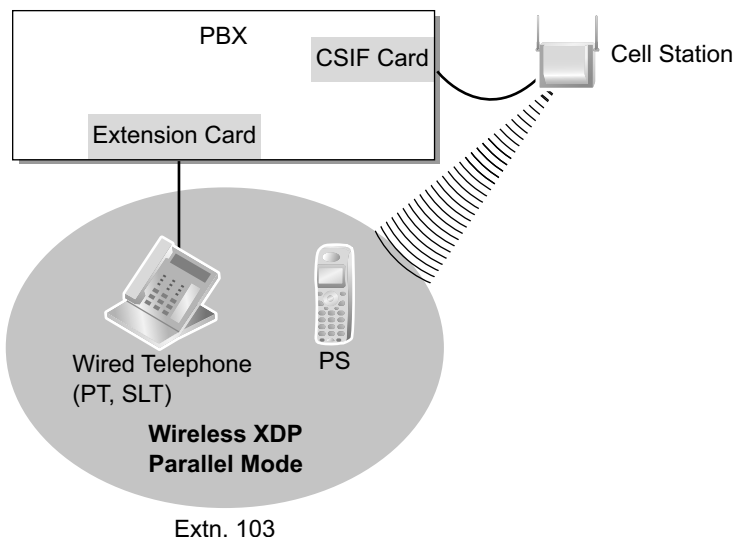 PBX
CSIF Card
Cell Station
Extension Card
Wired Telephone
(PT, SLT)
PS
Wireless XDP
Parallel Mode
Extn. 103